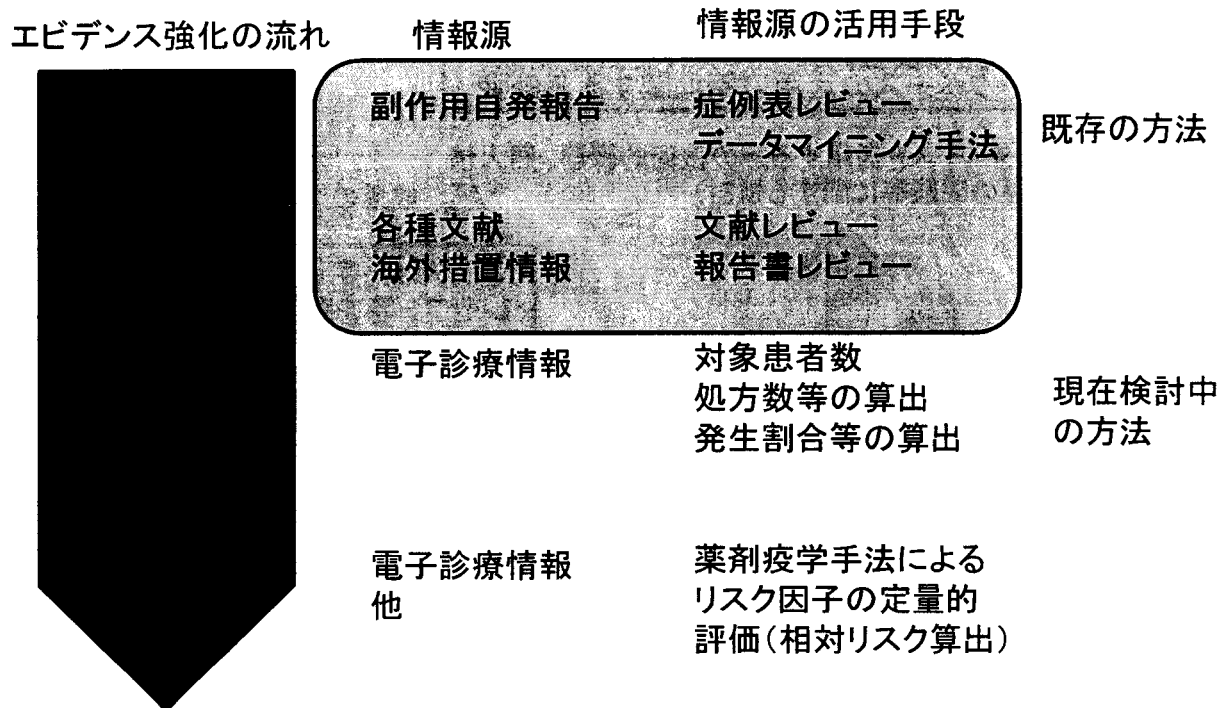 エビデンス強化の流れ
情報源
情報源の活用手段
副作用自発報告
症例表レビュー
データマイニング手法
既存の方法
各種文献
海外措置情報
文献レビュー
報告書レビュー
電子診療情報
対象患者数
処方数等の算出
発生割合等の算出
現在検討中
の方法
電子診療情報
他
薬剤疫学手法による
リスク因子の定量的
評価(相対リスク算出)